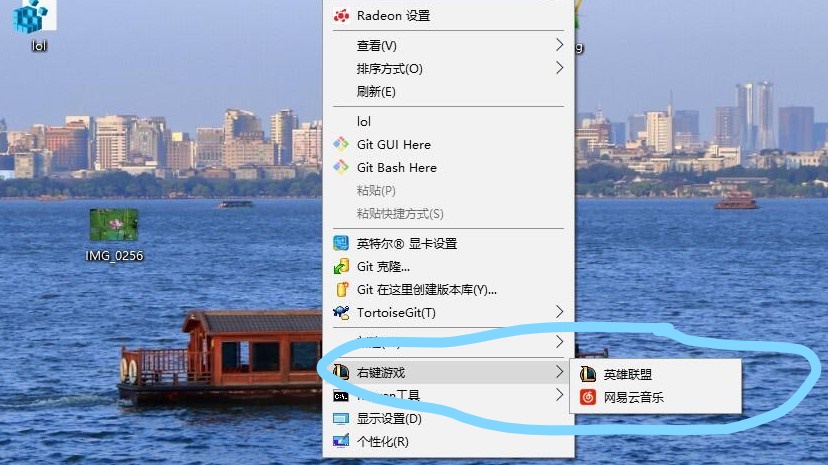 lol
g
Radeon 设置
查看(V)
排序方式(O)
刷新(E)
lol
Git GUI Here
Git Bash Here
粘贴(P)
粘贴快捷方式(S)
IMG_0256
英特尔® 显卡设置
Git 克隆...
Git 在这里创建版本库(Y)...
TortoiseGit(T)
右键游戏
英雄联盟
工具
网易云音乐
显示设置(D)
个性化(R)